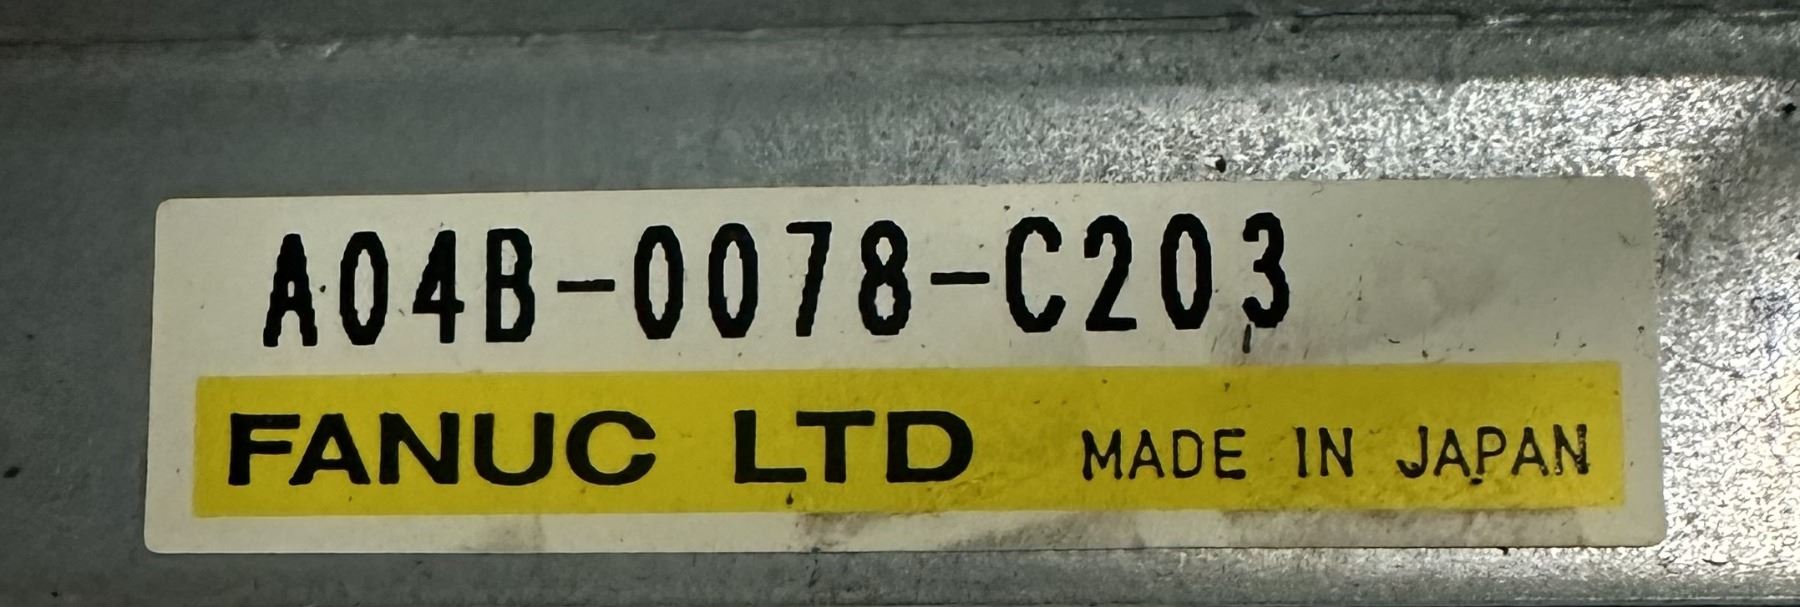 A04B-0078-C203
FANUC LTD MADE IN JAPAN